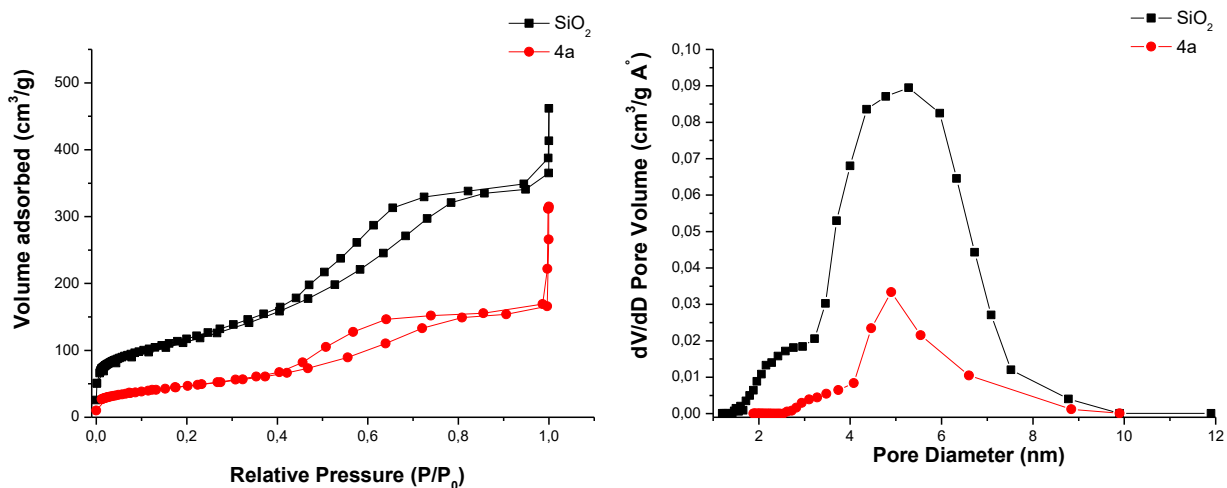 SiO₂
4a
500
400
300
200
100
0
Volume adsorbed (cm³/g)
0,0 0,2 0,4 0,6 0,8 1,0
Relative Pressure (P/P₀)
SiO₂
4a
0,10
0,09
0,08
0,07
0,06
0,05
0,04
0,03
0,02
0,01
0,00
dV/dD Pore Volume (cm³/g A°)
2 4 6 8 10 12
Pore Diameter (nm)